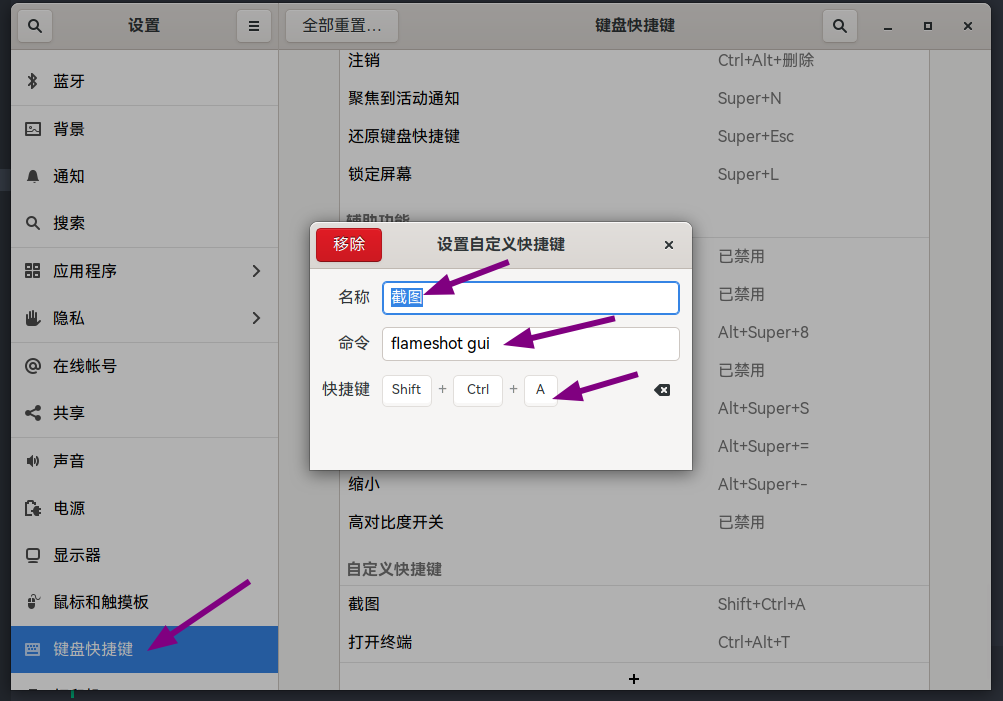 设置
全部重置…
键盘快捷键
蓝牙
背景
通知
搜索
应用程序
隐私
在线帐号
共享
声音
电源
显示器
鼠标和触摸板
键盘快捷键
注销 Ctrl+Alt+删除
聚焦到活动通知 Super+N
还原键盘快捷键 Super+Esc
锁定屏幕 Super+L
辅助功能
已禁用
已禁用
Alt+Super+8
已禁用
Alt+Super+S
Alt+Super+=
缩小 Alt+Super+-
高对比度开关 已禁用
自定义快捷键
截图 Shift+Ctrl+A
打开终端 Ctrl+Alt+T
+
移除 设置自定义快捷键
名称 截图
命令 flameshot gui
快捷键 Shift + Ctrl + A